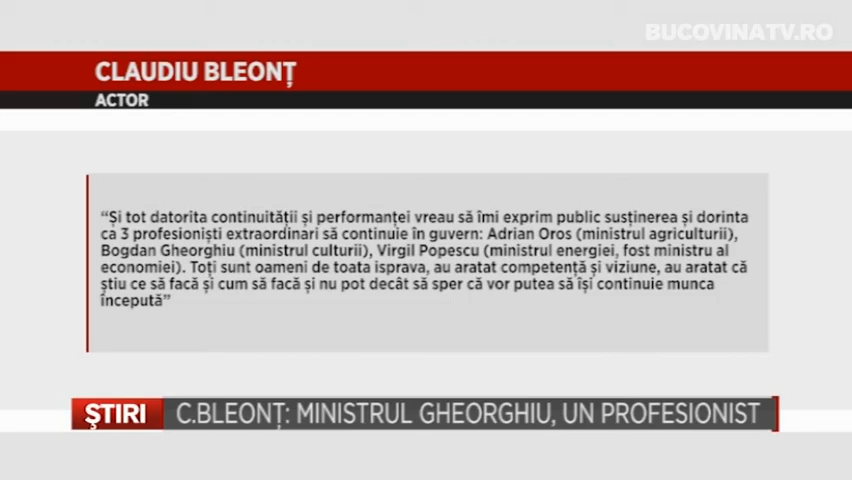 BUCOVINATV.RO
CLAUDIU BLEONȚ
ACTOR
“Și tot datorita continuității și performanței vreau să îmi exprim public susținerea și dorinta
ca 3 profesioniști extraordinari să continuie în guvern: Adrian Oros (ministrul agriculturii),
Bogdan Gheorghiu (ministrul culturii), Virgil Popescu (ministrul energiei, fost ministru al
economiei). Toți sunt oameni de toata isprava, au aratat competență și viziune, au aratat că
știu ce să facă și cum să facă și nu pot decât să sper că vor putea să își continuie munca
începută”
ŞTIRI
C.BLEONȚ: MINISTRUL GHEORGHIU, UN PROFESIONIST